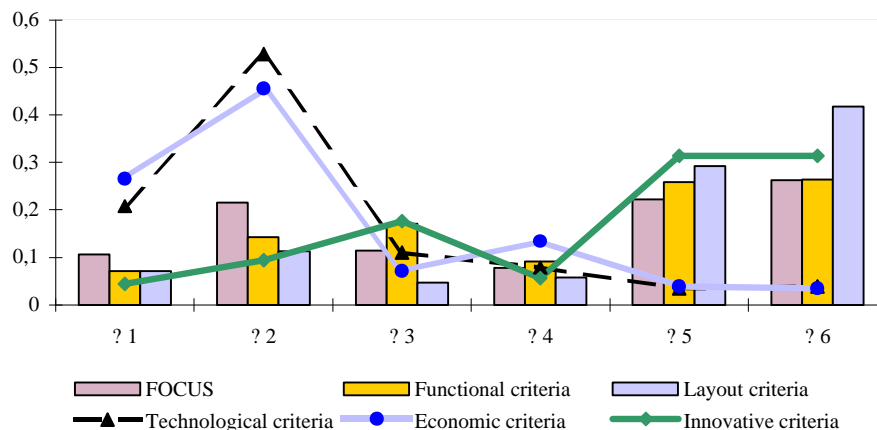 0,6
0,5
0,4
0,3
0,2
0,1
0
? 1 ? 2 ? 3 ? 4 ? 5 ? 6
FOCUS Functional criteria Layout criteria
Technological criteria Economic criteria Innovative criteria